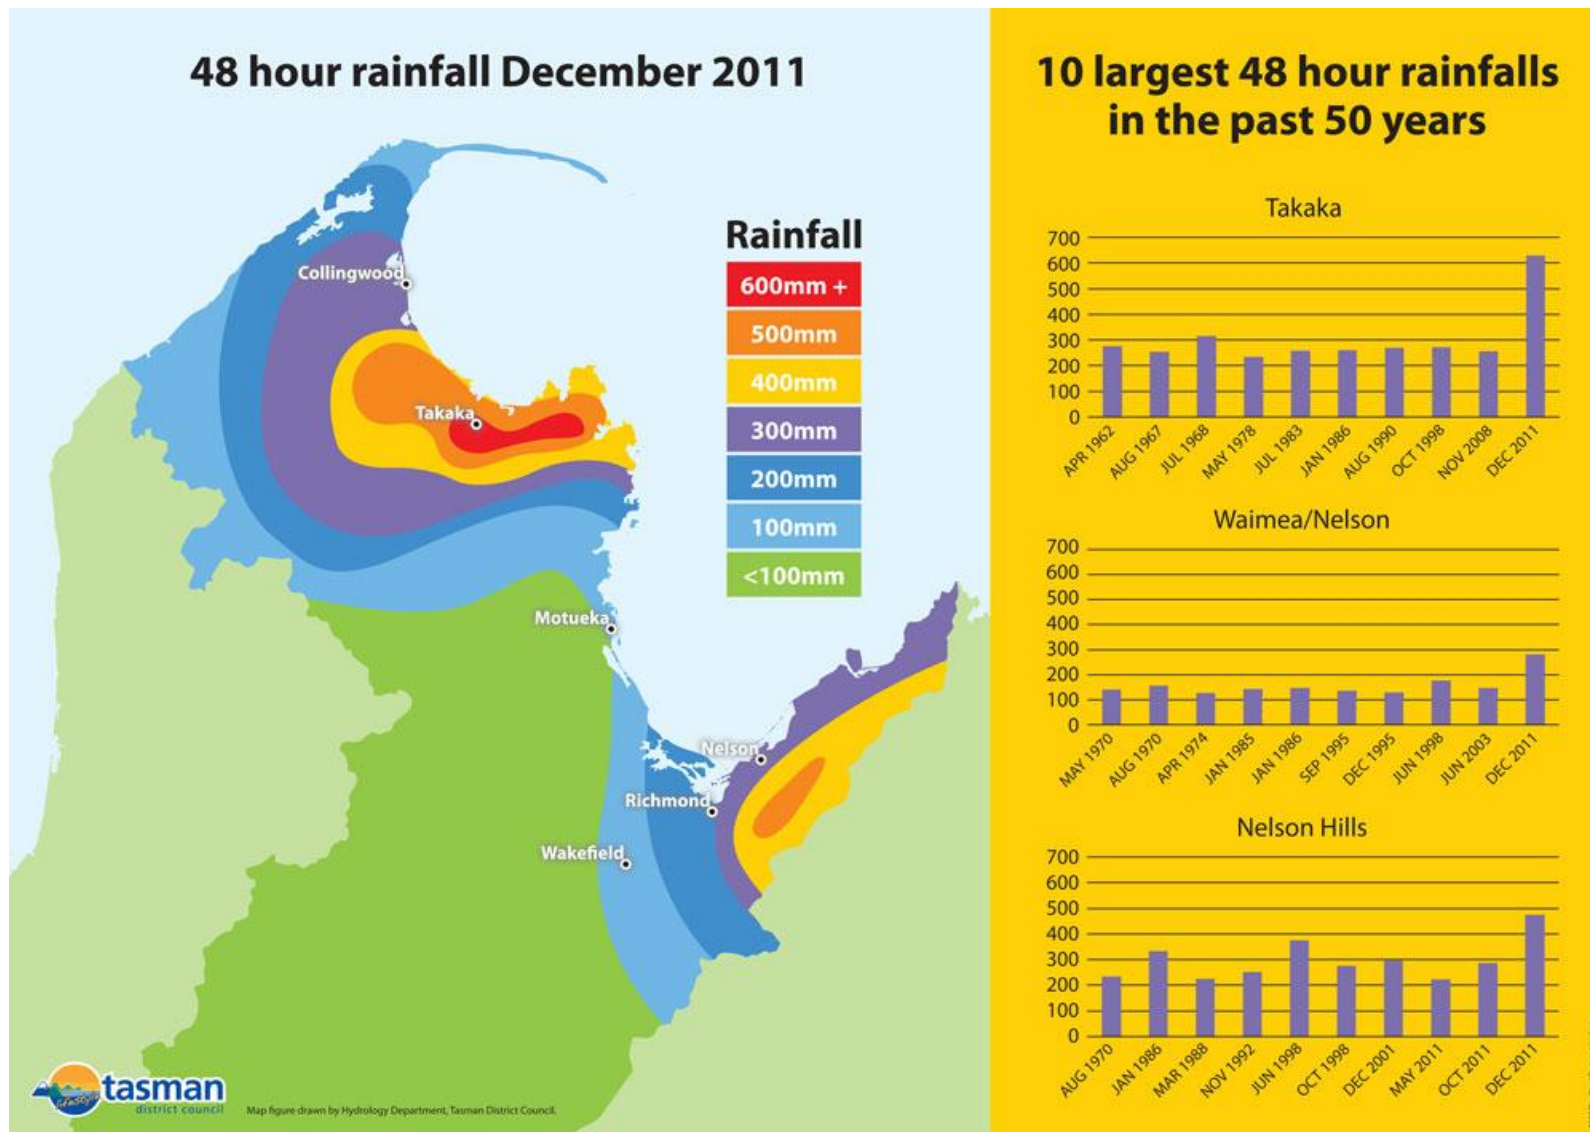 48 hour rainfall December 2011
Collingwood
Takaka
Motueka
Nelson
Richmond
Wakefield
Rainfall
600mm +
500mm
400mm
300mm
200mm
100mm
<100mm
tasman
district council
Map figure drawn by Hydrology Department, Tasman District Council.
10 largest 48 hour rainfalls
in the past 50 years
Takaka
700
600
500
400
300
200
100
0
APR 1962
AUG 1967
JUL 1968
MAY 1978
JUL 1983
JAN 1986
AUG 1990
OCT 1998
NOV 2008
DEC 2011
Waimea/Nelson
700
600
500
400
300
200
100
0
MAY 1970
AUG 1970
APR 1974
JAN 1985
JAN 1986
SEP 1995
DEC 1995
JUN 1998
JUN 2003
DEC 2011
Nelson Hills
700
600
500
400
300
200
100
0
AUG 1970
JAN 1986
MAR 1988
NOV 1992
JUN 1998
OCT 1998
DEC 2001
MAY 2011
OCT 2011
DEC 2011